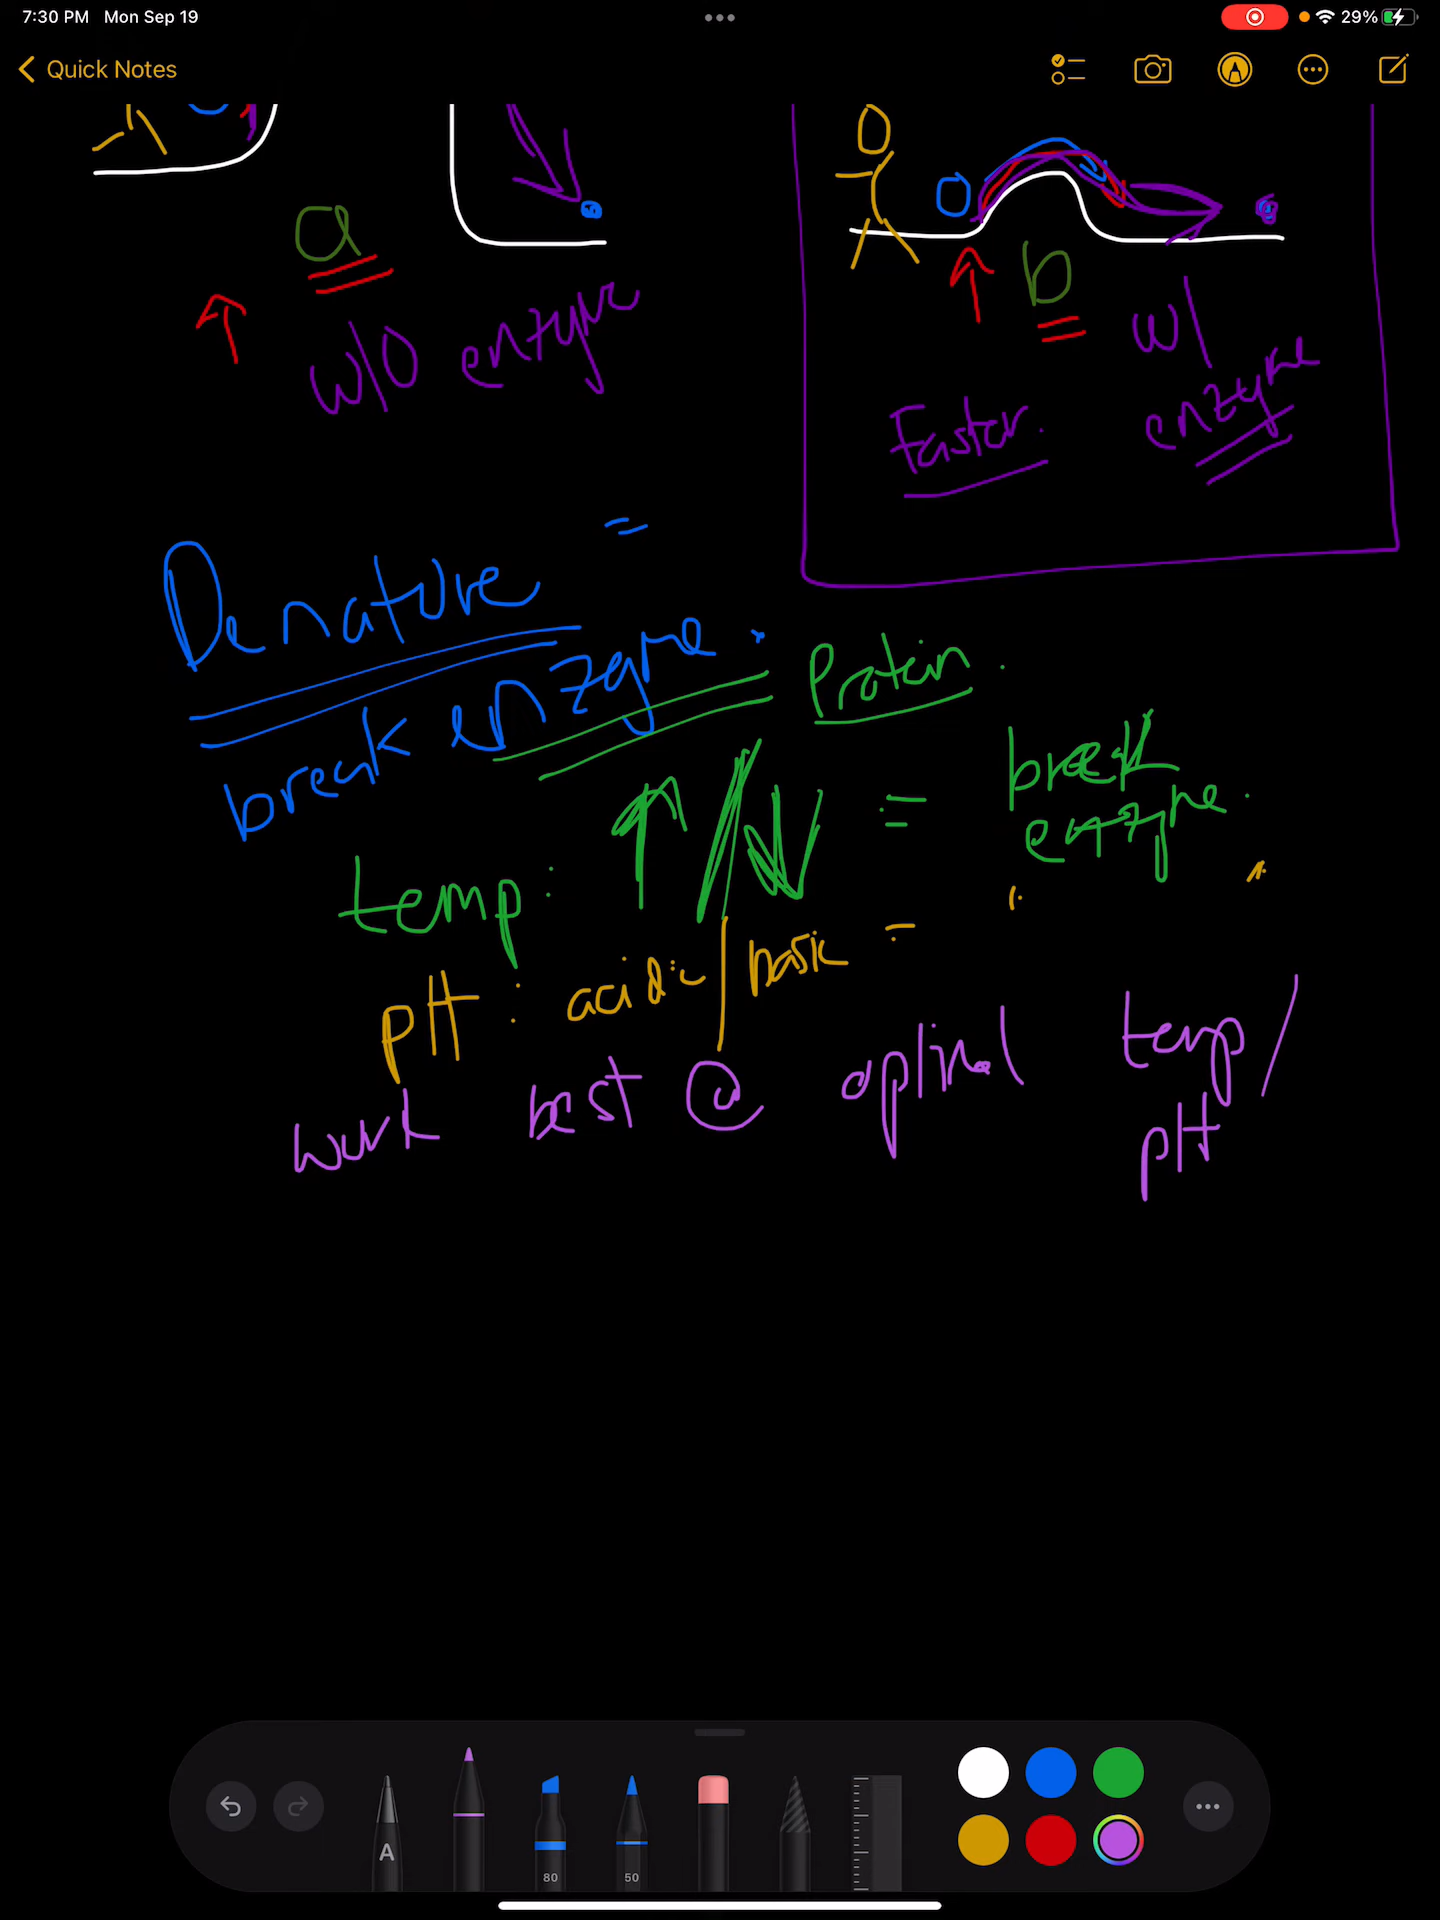 7:30 PM Mon Sep 19
29%
Quick Notes
a
b
w/o enzyme
w/
enzyme
Faster.
Denature =
break enzyme. Protein.
temp: ↑/↓ = break
enzyme.
pH: acidic/basic = " "
work best @ optimal temp/
pH
A
80
50